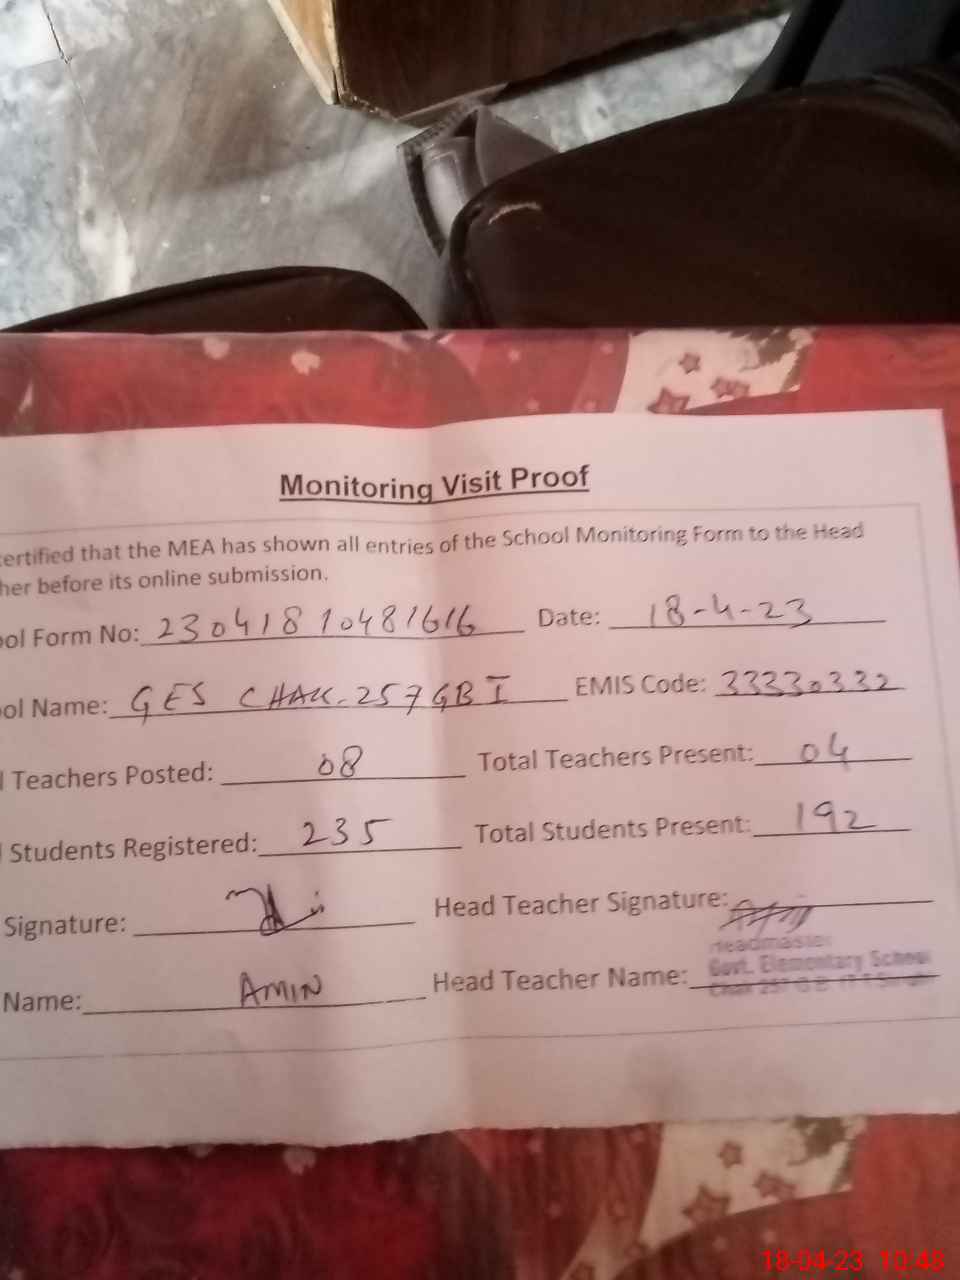 Monitoring Visit Proof
ertified that the MEA has shown all entries of the School Monitoring Form to the Head
her before its online submission.
ol Form No: 23041810481616 Date: 18-4-23
ol Name: GES CHAK-257GB I EMIS Code: 33330332
l Teachers Posted: 08 Total Teachers Present: 04
l Students Registered: 235 Total Students Present: 192
Signature: Head Teacher Signature:
Headmaster
Name: AMIN Head Teacher Name: Govt. Elementary School
Chak 257 G.B.
18-04-23 10:48